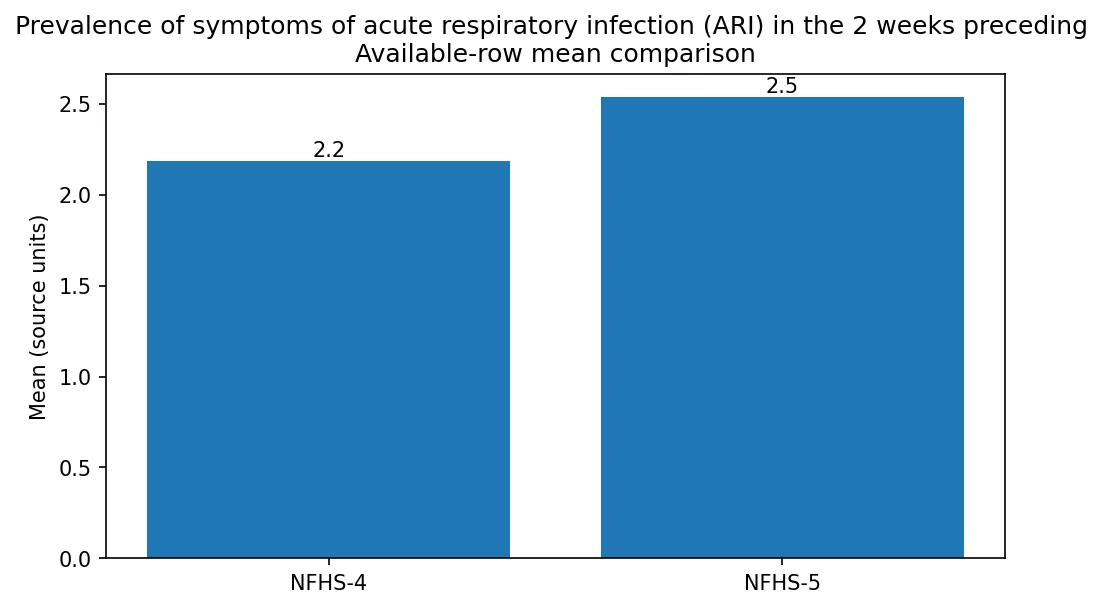 Prevalence of symptoms of acute respiratory infection (ARI) in the 2 weeks preceding
Available-row mean comparison
2.5
2.2
Mean (source units)
2.5
2.0
1.5
1.0
0.5
0.0
NFHS-4
NFHS-5